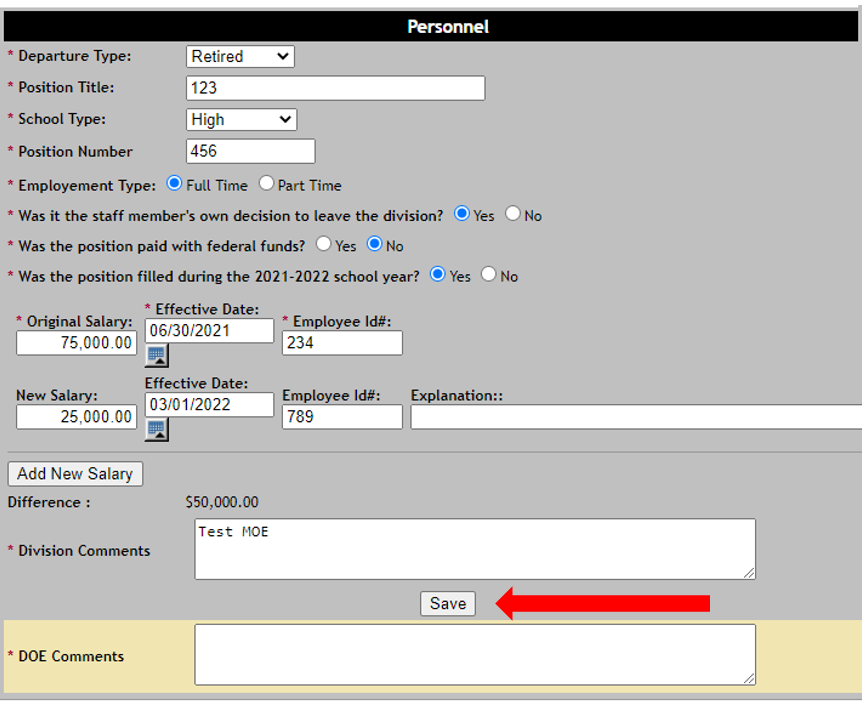 Personnel
* Departure Type: Retired
* Position Title: 123
* School Type: High
* Position Number 456
* Employement Type: Full Time Part Time
* Was it the staff member's own decision to leave the division? Yes No
* Was the position paid with federal funds? Yes No
* Was the position filled during the 2021-2022 school year? Yes No
* Original Salary: * Effective Date: * Employee Id#:
75,000.00 06/30/2021 234
New Salary: Effective Date: Employee Id#: Explanation::
25,000.00 03/01/2022 789
Add New Salary
Difference : $50,000.00
* Division Comments Test MOE
Save
* DOE Comments